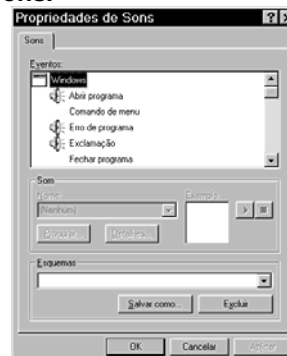 Propriedades de Sons
Sons
Eventos:
Windows
Abrir programa
Comando de menu
Erro de programa
Exclamação
Fechar programa
Som
Nome:
Exemplo:
(Nenhum)
Procurar...
Detalhes...
Esquemas
Salvar como...
Excluir
OK
Cancelar
Aplicar